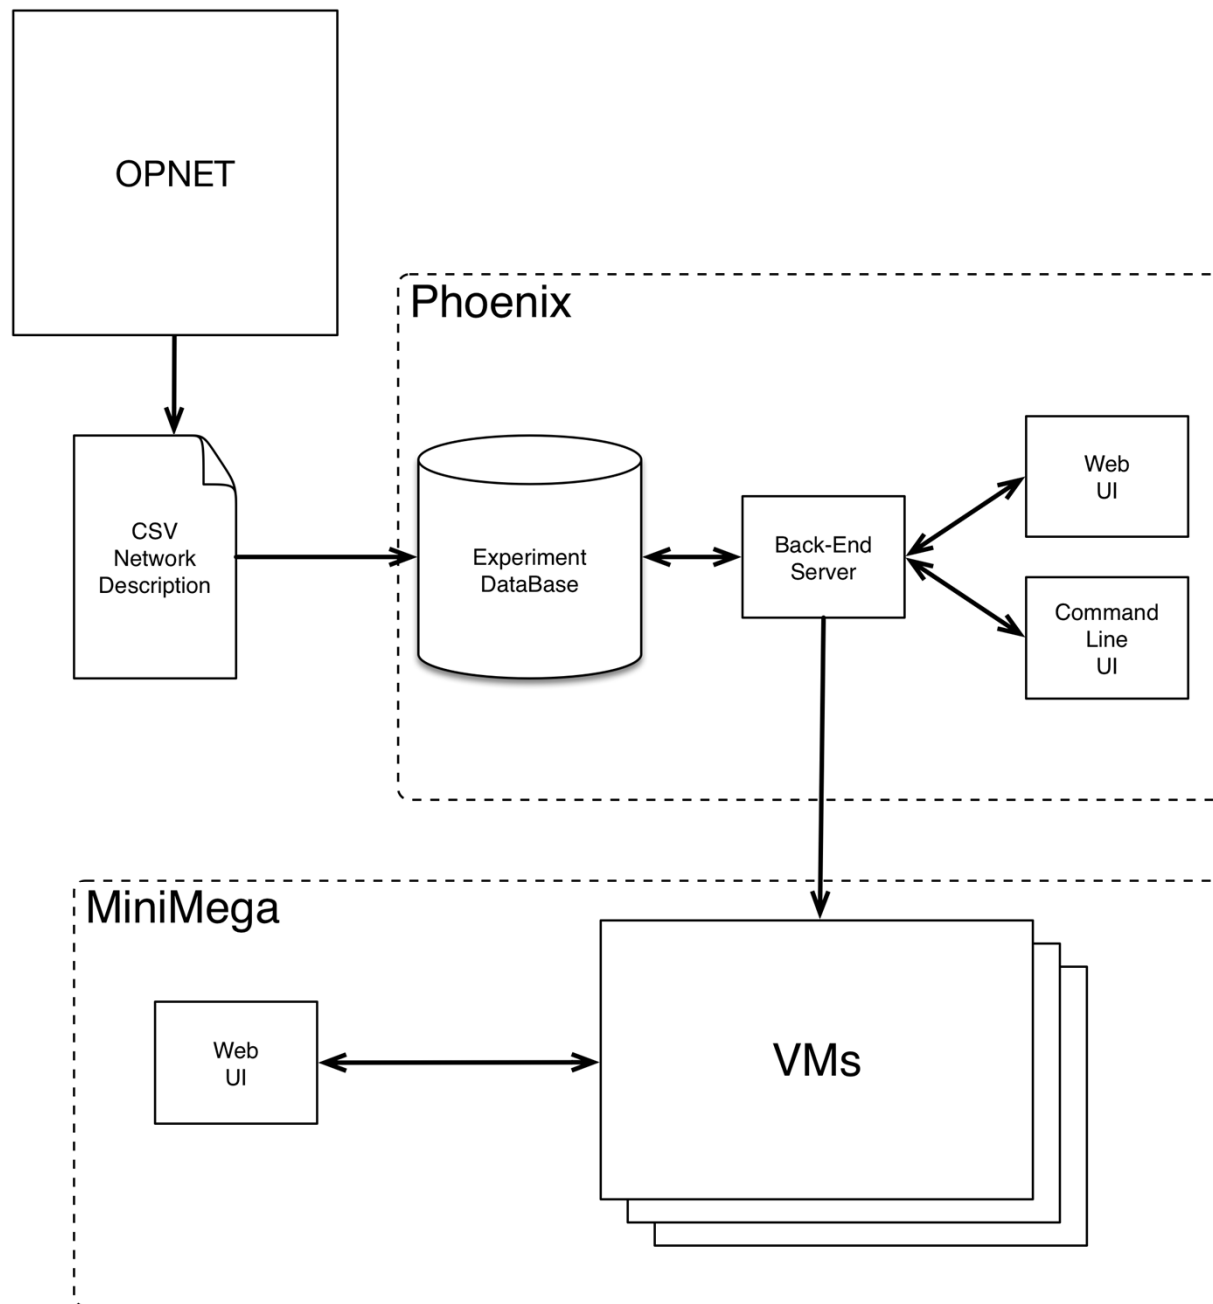 OPNET
Phoenix
CSV
Network
Description
Experiment
DataBase
Back-End
Server
Web
UI
Command
Line
UI
MiniMega
Web
UI
VMs